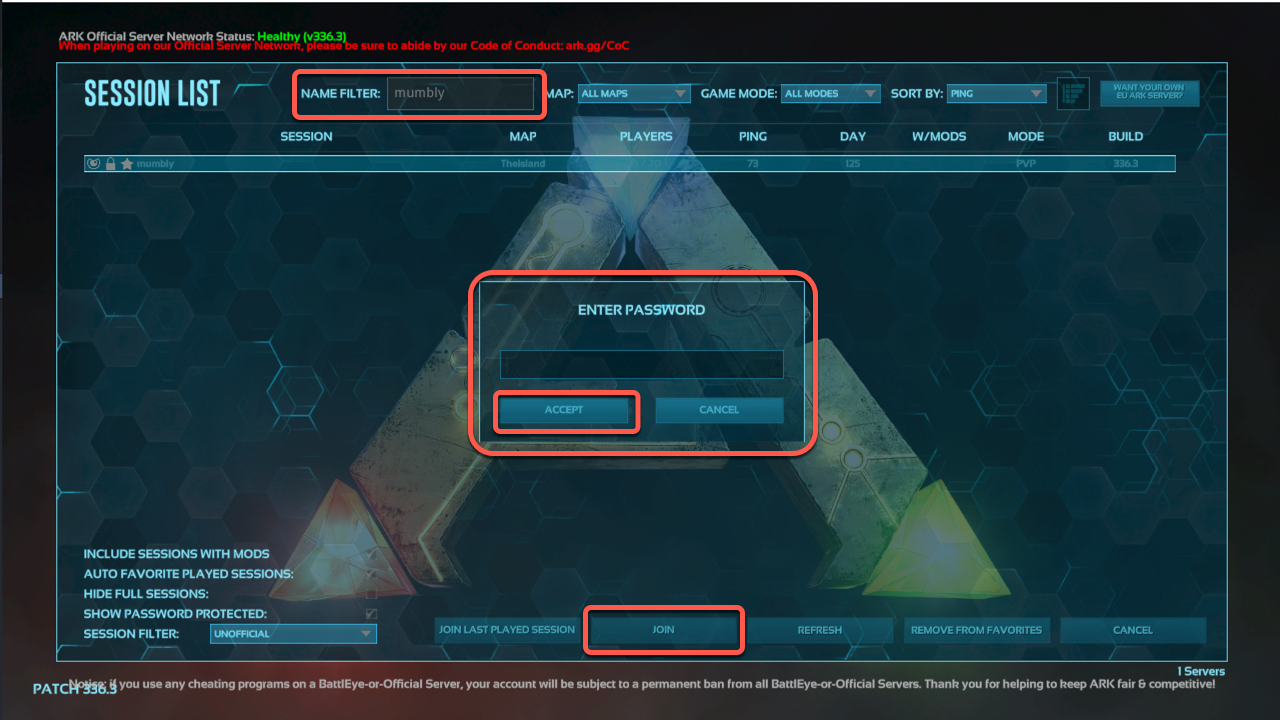 ARK Official Server Network Status: Healthy (v336.3)
When playing on our Official Server Network, please be sure to abide by our Code of Conduct: ark.gg/CoC
SESSION LIST
NAME FILTER: mumbly MAP: ALL MAPS GAME MODE: ALL MODES SORT BY: PING
WANT YOUR OWN
EU ARK SERVER?
SESSION MAP PLAYERS PING DAY W/MODS MODE BUILD
mumbly TheIsland 73 125 PVP 336.3
ENTER PASSWORD
ACCEPT CANCEL
INCLUDE SESSIONS WITH MODS
AUTO FAVORITE PLAYED SESSIONS:
HIDE FULL SESSIONS:
SHOW PASSWORD PROTECTED:
SESSION FILTER: UNOFFICIAL
JOIN LAST PLAYED SESSION JOIN REFRESH REMOVE FROM FAVORITES CANCEL
1 Servers
PATCH 336.3
Notice: if you use any cheating programs on a BattlEye-or-Official Server, your account will be subject to a permanent ban from all BattlEye-or-Official Servers. Thank you for helping to keep ARK fair & competitive!